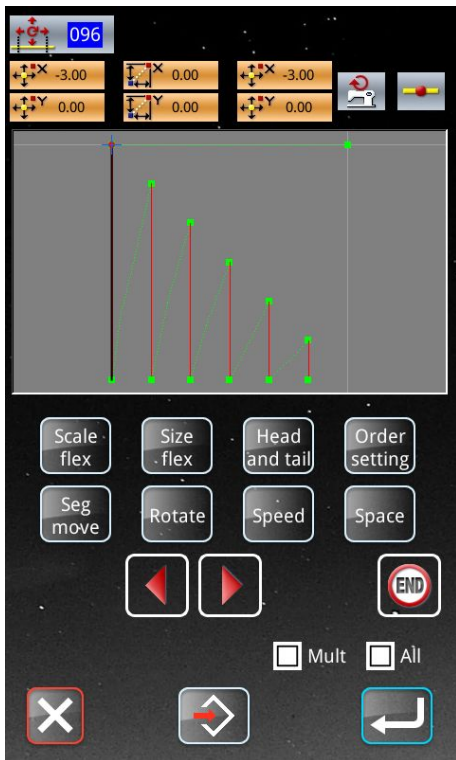 096
X -3.00 X 0.00 X -3.00
Y 0.00 Y 0.00 Y 0.00
Scale flex
Size flex
Head and tail
Order setting
Seg move
Rotate
Speed
Space
END
Mult
All